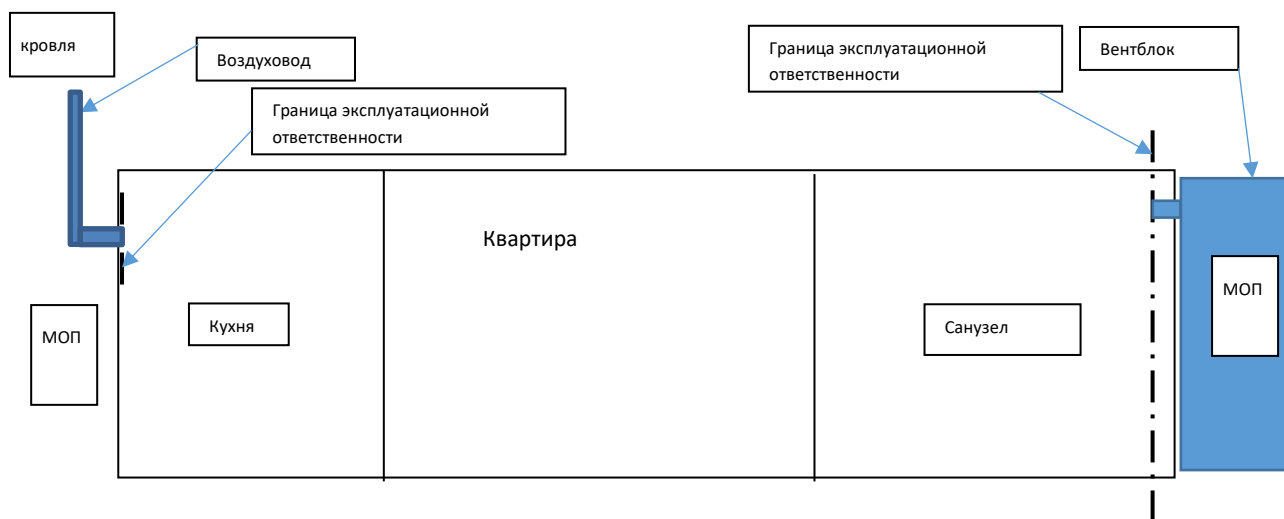 кровля
Воздуховод
Граница эксплуатационной
ответственности
Граница эксплуатационной
ответственности
Вентблок
Квартира
МОП
Кухня
Санузел
МОП